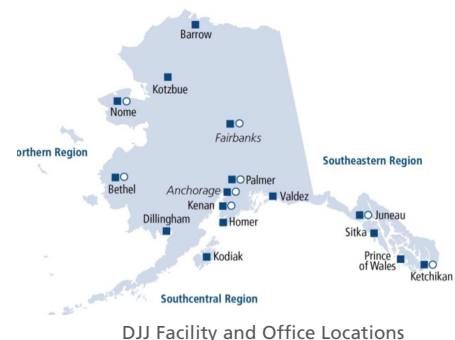 Barrow
Kotzbue
Nome
Fairbanks
orthern Region
Southeastern Region
Bethel
Palmer
Anchorage
Valdez
Kenan
Dillingham
Homer
Juneau
Sitka
Kodiak
Prince
of Wales
Ketchikan
Southcentral Region
DJJ Facility and Office Locations